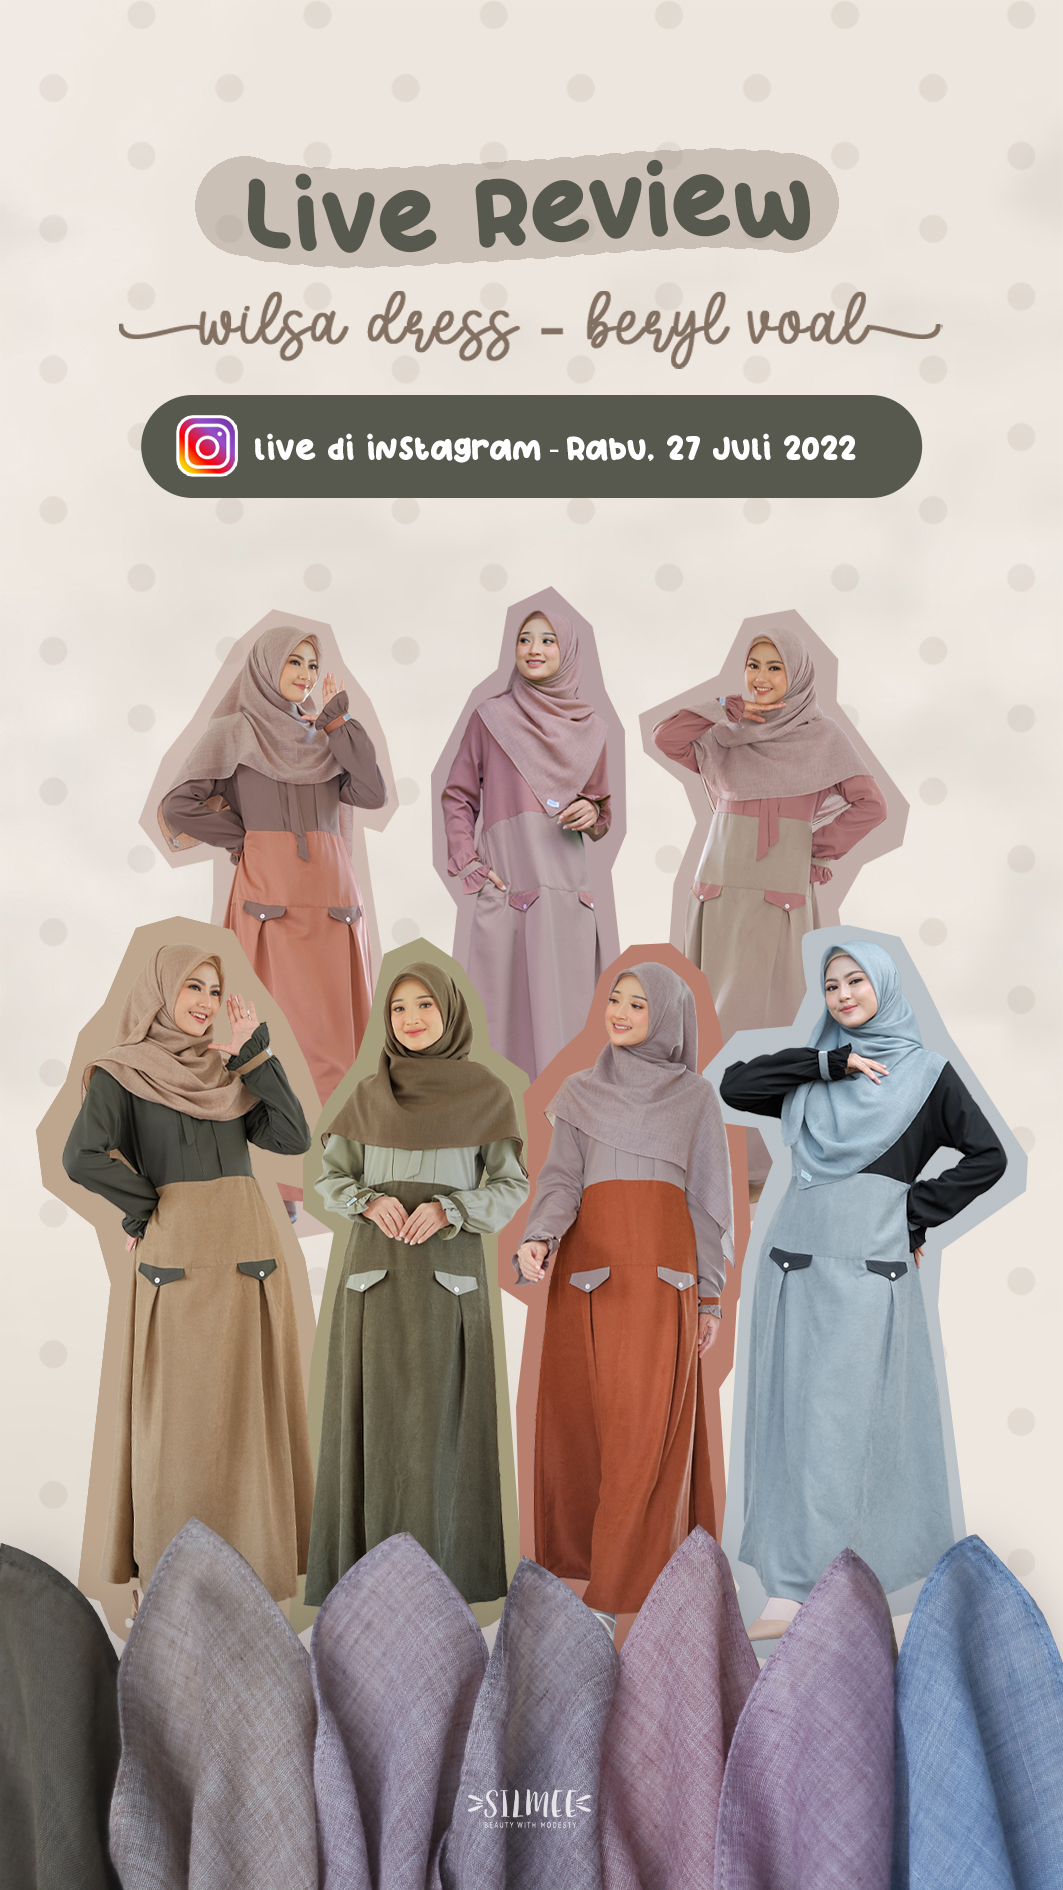 Live Review
wilsa dress - beryl voal
live di instagram - Rabu, 27 Juli 2022
SILMEE
BEAUTY WITH MODESTY